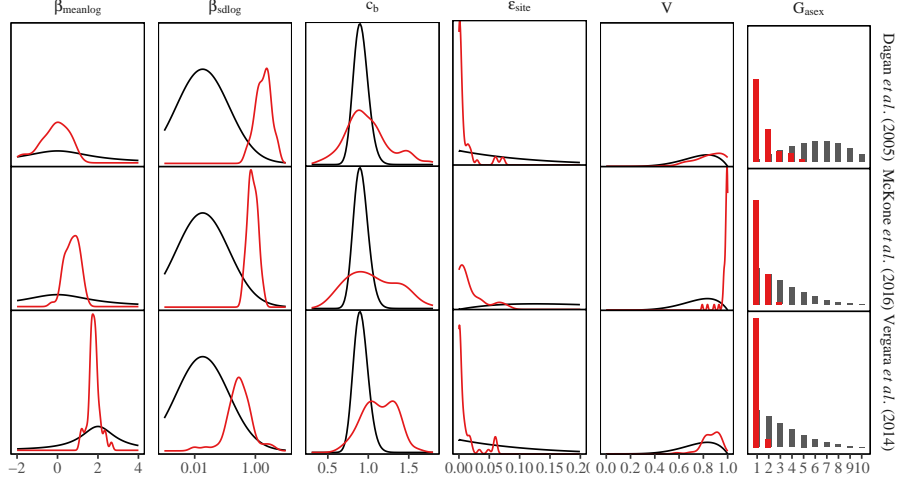 βmeanlog βsdlog cb εsite V Gasex
Dagan et al. (2005)
McKone et al. (2016)
Vergara et al. (2014)
−2 0 2 4 0.01 1.00 0.5 1.0 1.5 0.00 0.05 0.10 0.15 0.20 0.0 0.2 0.4 0.6 0.8 1.0 1 2 3 4 5 6 7 8 9 10